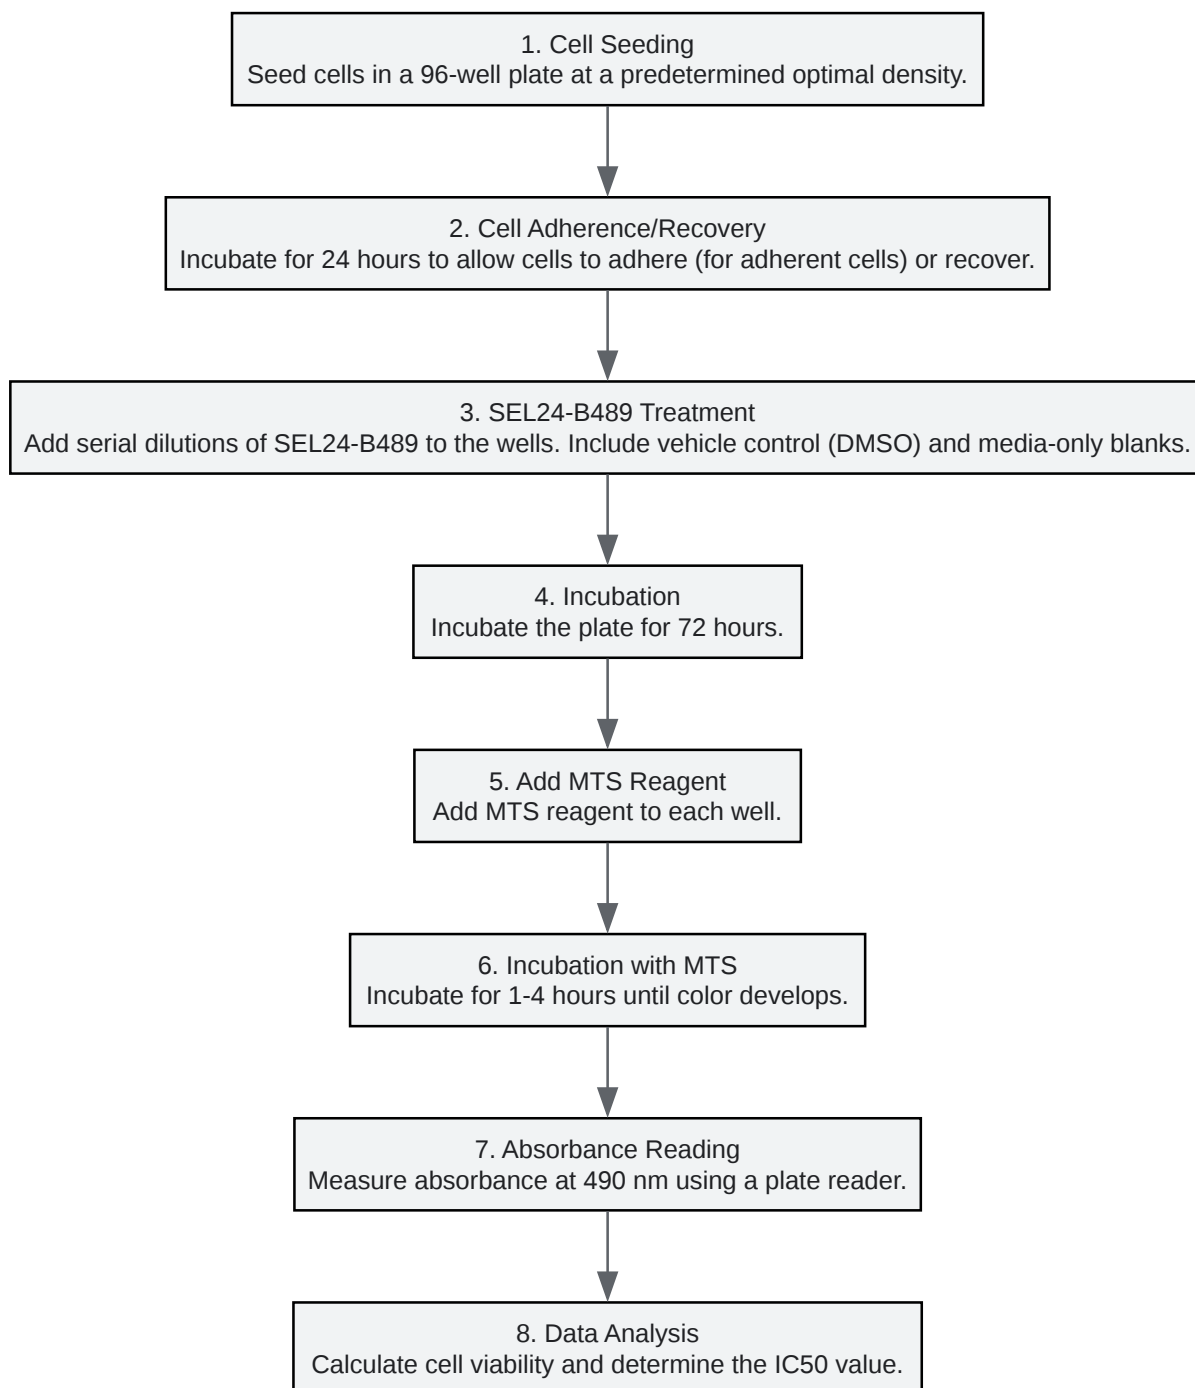 1. Cell Seeding
Seed cells in a 96-well plate at a predetermined optimal density.
2. Cell Adherence/Recovery
Incubate for 24 hours to allow cells to adhere (for adherent cells) or recover.
3. SEL24-B489 Treatment
Add serial dilutions of SEL24-B489 to the wells. Include vehicle control (DMSO) and media-only blanks.
4. Incubation
Incubate the plate for 72 hours.
5. Add MTS Reagent
Add MTS reagent to each well.
6. Incubation with MTS
Incubate for 1-4 hours until color develops.
7. Absorbance Reading
Measure absorbance at 490 nm using a plate reader.
8. Data Analysis
Calculate cell viability and determine the IC50 value.